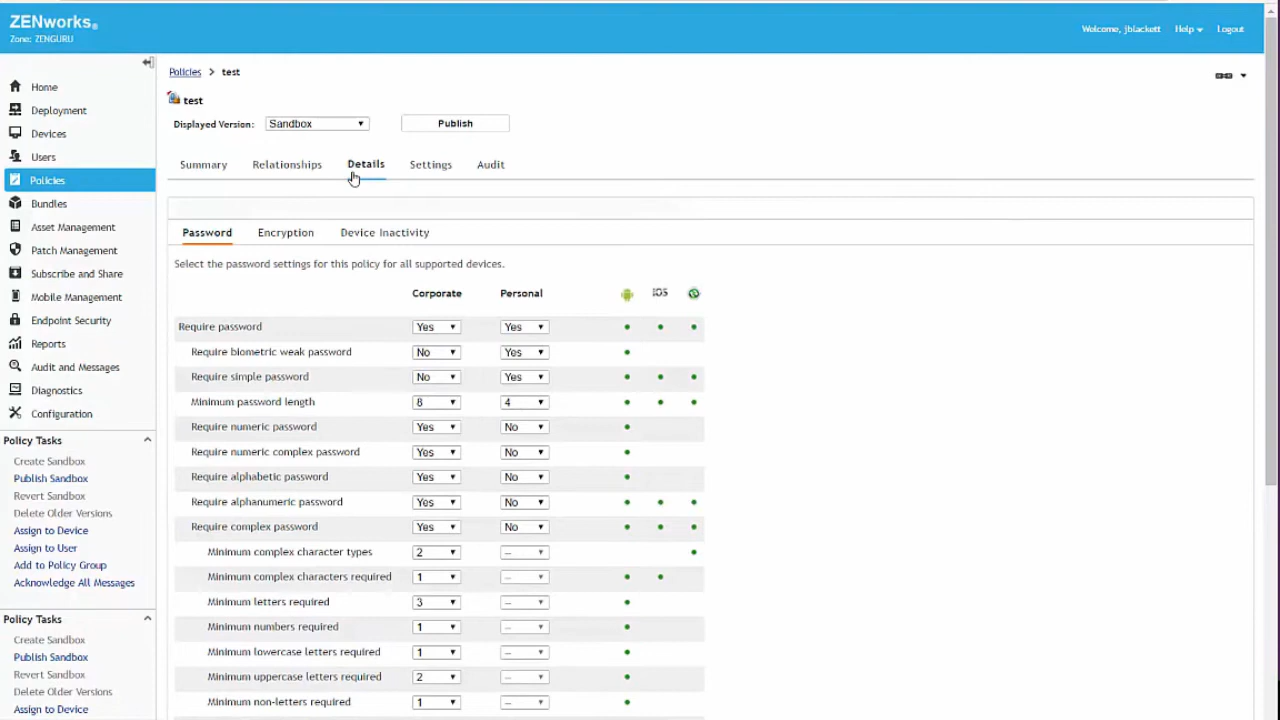 ZENworks®
Zone: ZENGURU
Welcome, jblackett Help Logout
Home
Deployment
Devices
Users
Policies
Bundles
Asset Management
Patch Management
Subscribe and Share
Mobile Management
Endpoint Security
Reports
Audit and Messages
Diagnostics
Configuration
Policy Tasks
Create Sandbox
Publish Sandbox
Revert Sandbox
Delete Older Versions
Assign to Device
Assign to User
Add to Policy Group
Acknowledge All Messages
Policy Tasks
Create Sandbox
Publish Sandbox
Revert Sandbox
Delete Older Versions
Assign to Device
Policies > test
test
Displayed Version: Sandbox Publish
Summary Relationships Details Settings Audit
Password Encryption Device Inactivity
Select the password settings for this policy for all supported devices.
Corporate Personal iOS
Require password Yes Yes
Require biometric weak password No Yes
Require simple password No Yes
Minimum password length 8 4
Require numeric password Yes No
Require numeric complex password Yes No
Require alphabetic password Yes No
Require alphanumeric password Yes No
Require complex password Yes No
Minimum complex character types 2 --
Minimum complex characters required 1 --
Minimum letters required 3 --
Minimum numbers required 1 --
Minimum lowercase letters required 1 --
Minimum uppercase letters required 2 --
Minimum non-letters required 1 --